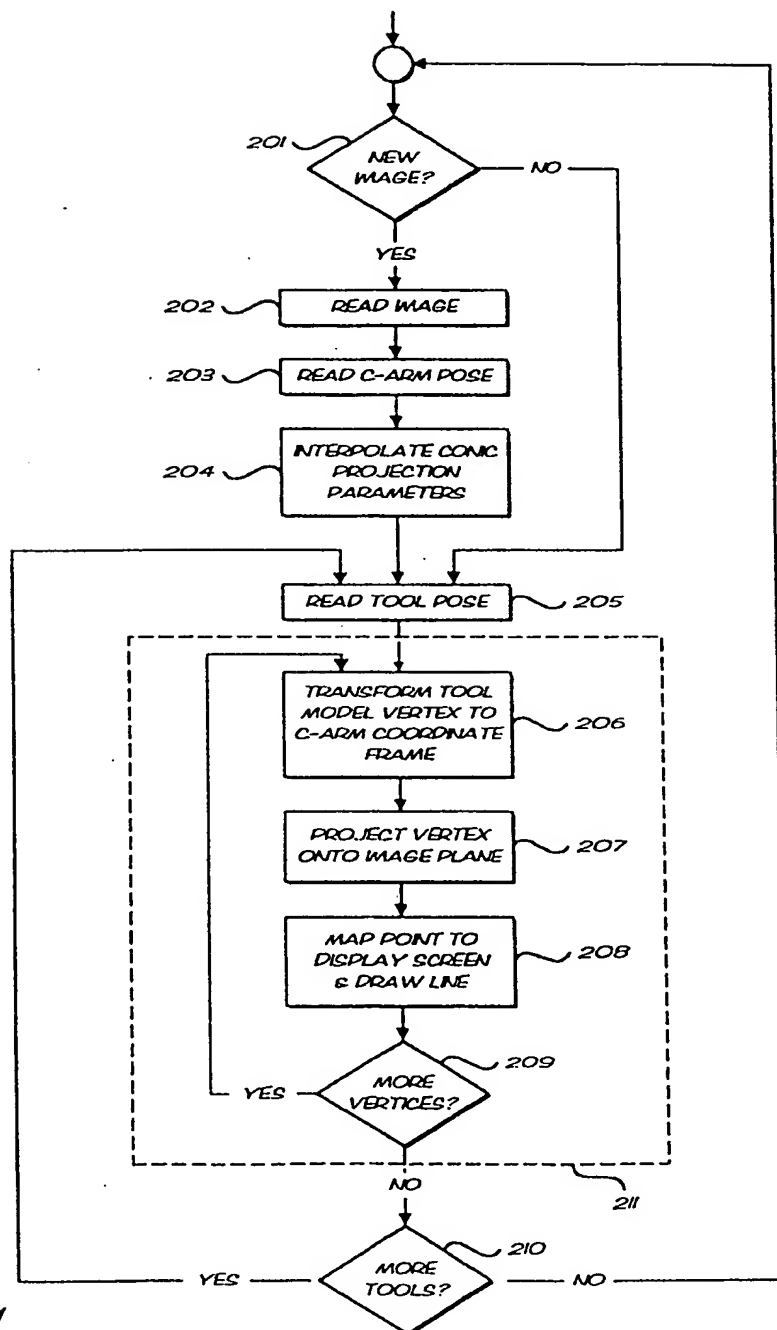 201
NEW
IMAGE?
NO
YES
202
READ IMAGE
203
READ C-ARM POSE
204
INTERPOLATE CONIC
PROJECTION
PARAMETERS
READ TOOL POSE
205
TRANSFORM TOOL
MODEL VERTEX TO
C-ARM COORDINATE
FRAME
206
PROJECT VERTEX
ONTO IMAGE PLANE
207
MAP POINT TO
DISPLAY SCREEN
& DRAW LINE
208
209
MORE
VERTICES?
YES
NO
211
210
MORE
TOOLS?
YES
NO